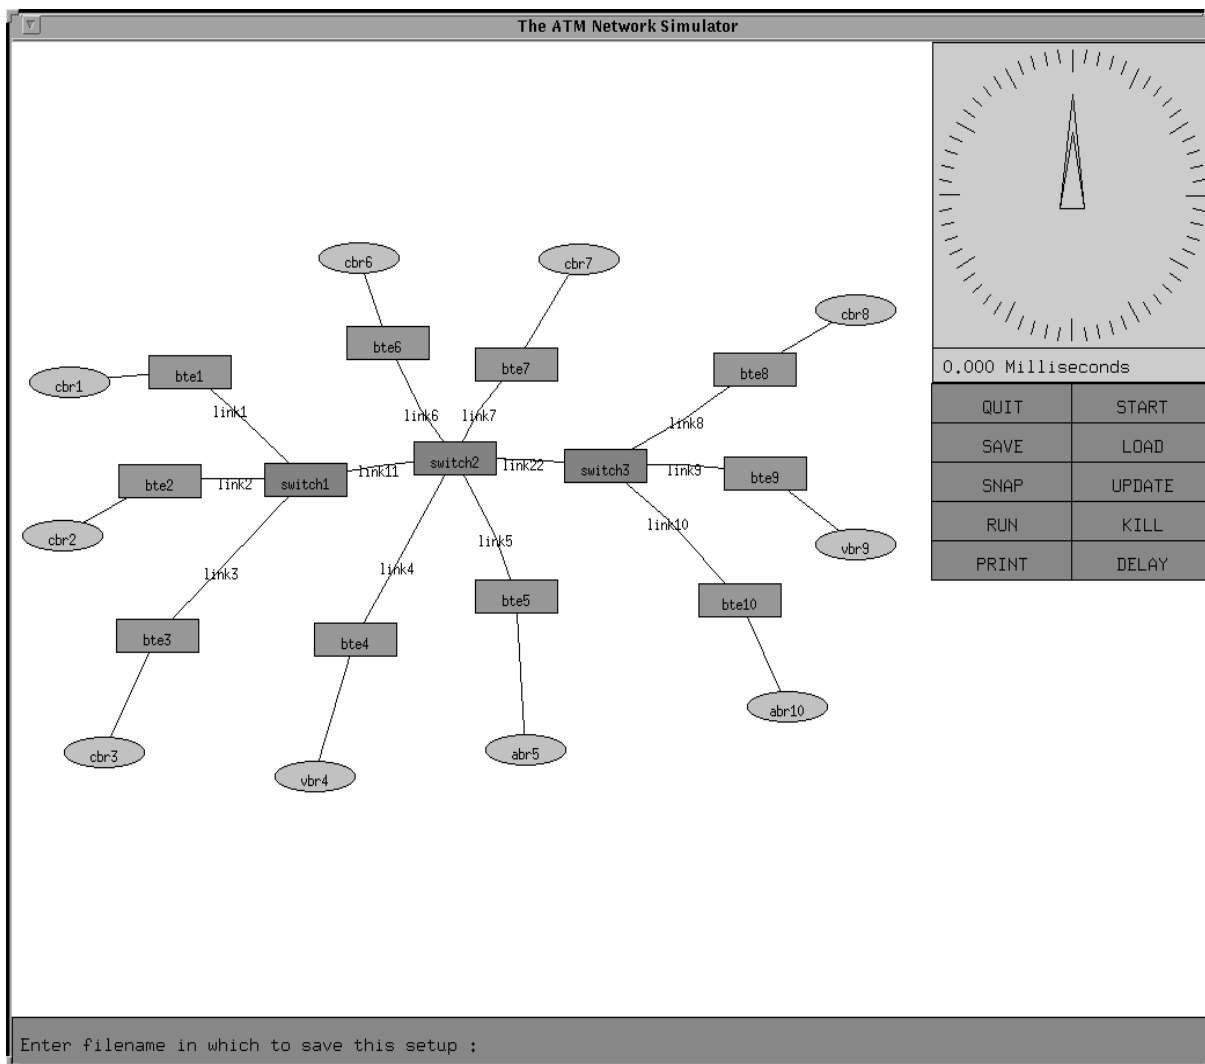 The ATM Network Simulator
cbr6
cbr7
cbr8
bte6
bte7
bte8
bte1
cbr1
link1
link6
link7
link8
switch2
link11
link22
switch3
link9
bte9
bte2
link2
switch1
cbr2
link10
link5
vbr9
link4
link3
bte5
bte10
bte3
bte4
abr10
cbr3
vbr4
abr5
0.000 Milliseconds
QUIT START
SAVE LOAD
SNAP UPDATE
RUN KILL
PRINT DELAY
Enter filename in which to save this setup :